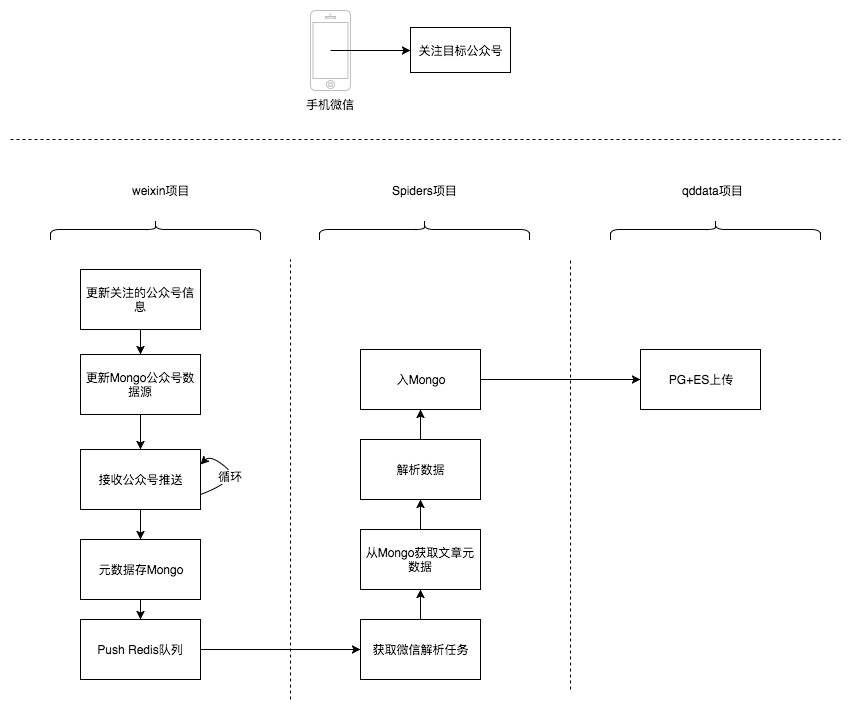 关注目标公众号
手机微信
weixin项目
Spiders项目
qddata项目
更新关注的公众号信
息
更新Mongo公众号数
据源
接收公众号推送
循环
元数据存Mongo
Push Redis队列
入Mongo
解析数据
从Mongo获取文章元
数据
获取微信解析任务
PG+ES上传